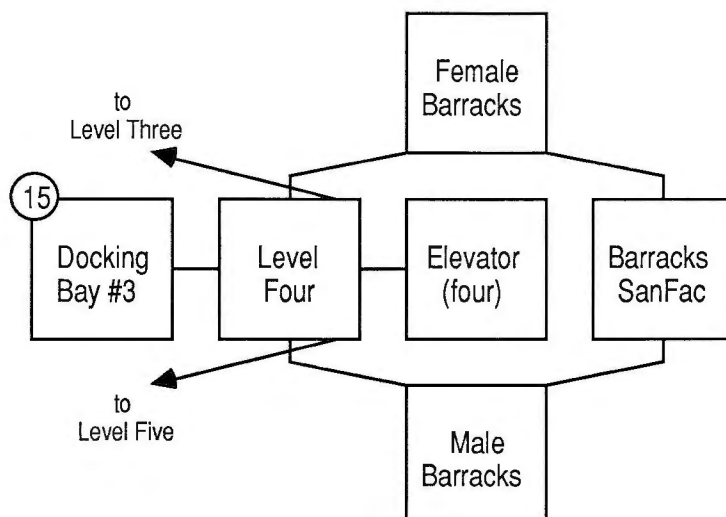 Female
Barracks
to
Level Three
15
Docking
Bay #3
Level
Four
Elevator
(four)
Barracks
SanFac
to
Level Five
Male
Barracks